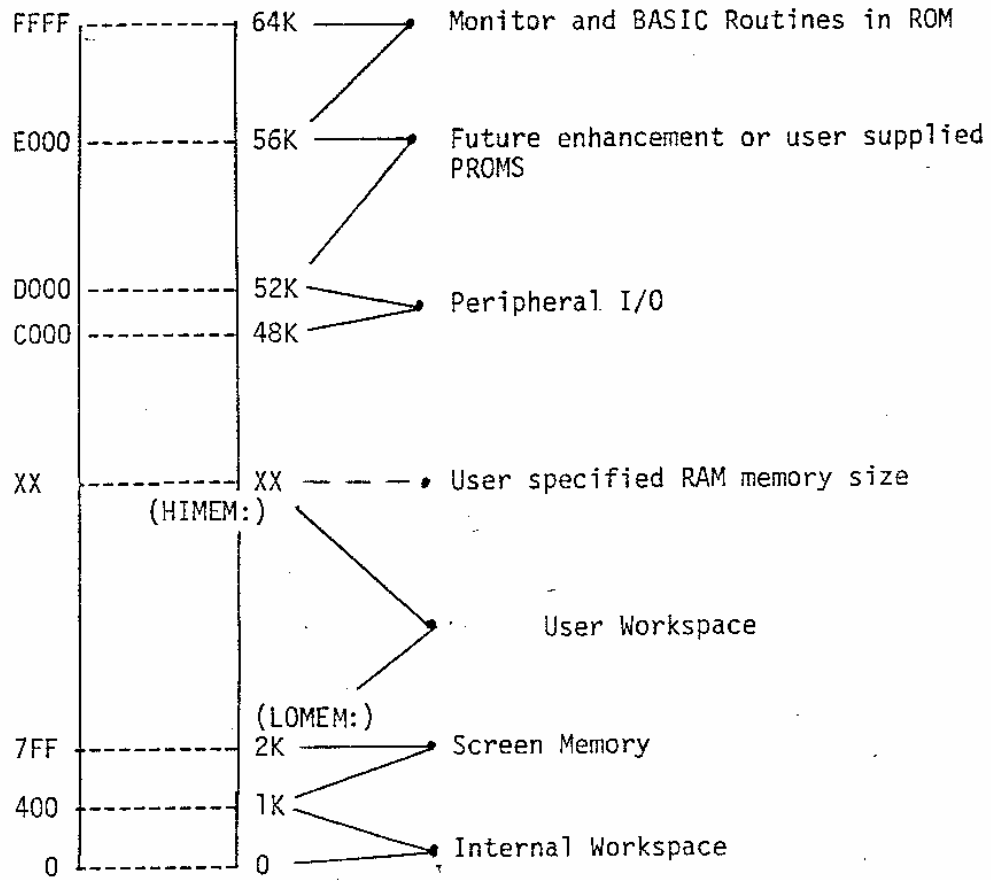 FFFF 64K Monitor and BASIC Routines in ROM
E000 56K Future enhancement or user supplied
PROMS
D000 52K
Peripheral I/O
C000 48K
XX XX User specified RAM memory size
(HIMEM:)
User Workspace
(LOMEM:)
7FF 2K Screen Memory
400 1K
Internal Workspace
0 0